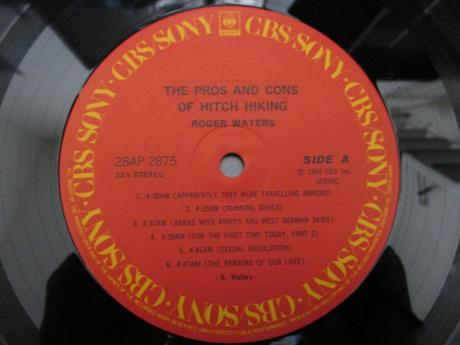 CBS SONY · CBS SONY · CBS SONY · CBS SONY · CBS SONY · CBS SONY · CBS SONY
THE PROS AND CONS
OF HITCH HIKING
ROGER WATERS
28AP 2875
33⅓ STEREO
SIDE A
℗ 1984 CBS Inc.
JASRAC
1. 4:30AM (APPARENTLY THEY WERE TRAVELLING ABROAD)
2. 4:33AM (RUNNING SHOES)
3. 4:37AM (ARABS WITH KNIVES AND WEST GERMAN SKIES)
4. 4:39AM (FOR THE FIRST TIME TODAY, PART 2)
5. 4:41AM (SEXUAL REVOLUTION)
6. 4:47AM (THE REMAINS OF OUR LOVE)
-R. Waters-